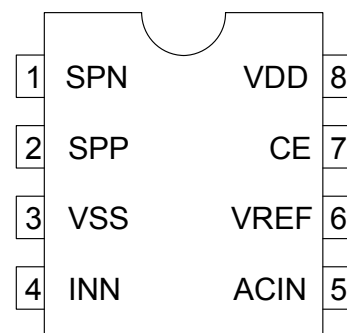 1 SPN VDD 8
2 SPP CE 7
3 VSS VREF 6
4 INN ACIN 5